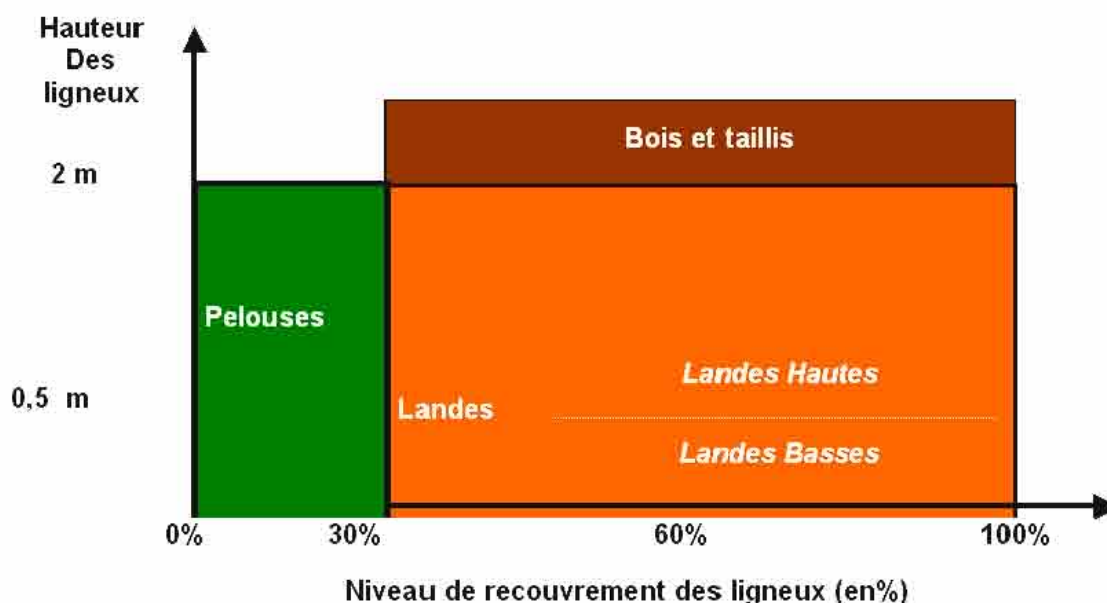 Hauteur
Des
ligneux
Bois et taillis
2 m
Pelouses
Landes Hautes
0,5 m
Landes
Landes Basses
0%
30%
60%
100%
Niveau de recouvrement des ligneux (en%)